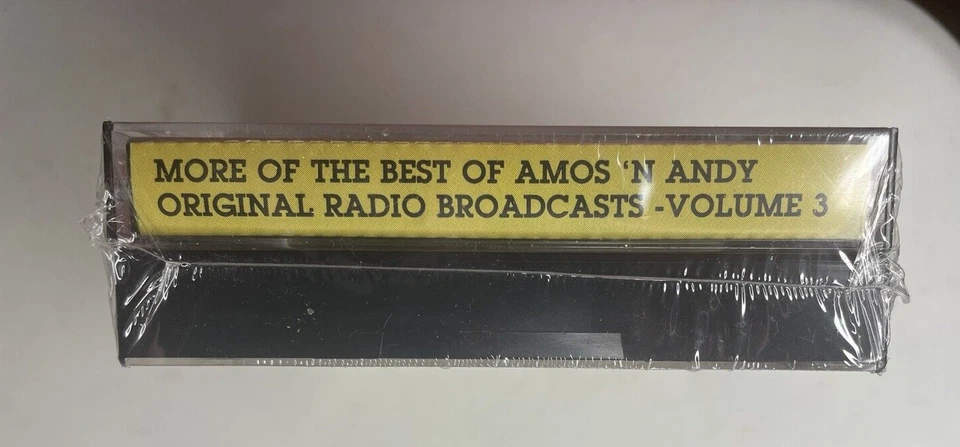 MORE OF THE BEST OF AMOS 'N ANDY
ORIGINAL RADIO BROADCASTS -VOLUME 3